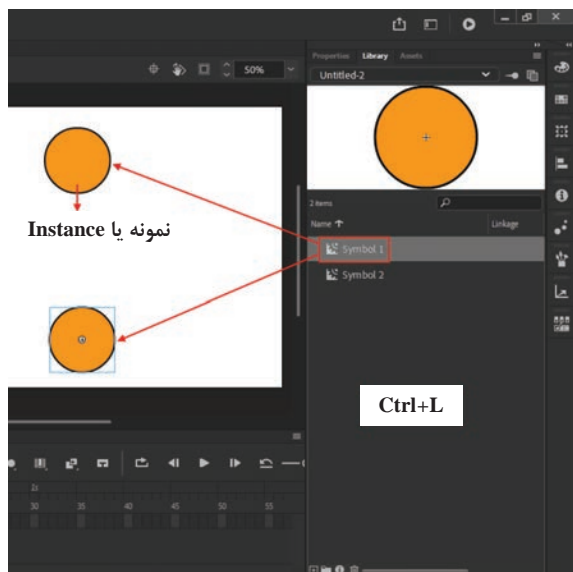 50%
Properties Library Assets
Untitled-2
2 items
Name Linkage
Symbol 1
Symbol 2
نمونه یا Instance
Ctrl+L
2s
30 35 40 45 50 55